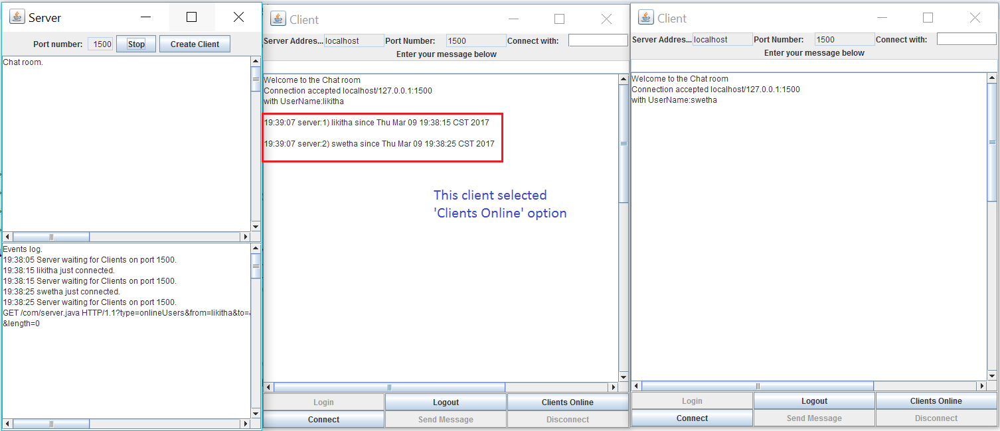 Server
Port number: 1500 Stop Create Client
Chat room.
Events log.
19:38:05 Server waiting for Clients on port 1500.
19:38:15 likitha just connected.
19:38:15 Server waiting for Clients on port 1500.
19:38:25 swetha just connected.
19:38:25 Server waiting for Clients on port 1500.
GET /com/server.java HTTP/1.1?type=onlineUsers&from=likitha&to=
&length=0
Client
Server Addres... localhost Port Number: 1500 Connect with:
Enter your message below
Welcome to the Chat room
Connection accepted localhost/127.0.0.1:1500
with UserName:likitha
19:39:07 server:1) likitha since Thu Mar 09 19:38:15 CST 2017
19:39:07 server:2) swetha since Thu Mar 09 19:38:25 CST 2017
This client selected
'Clients Online' option
Login Logout Clients Online
Connect Send Message Disconnect
Client
Server Addres... localhost Port Number: 1500 Connect with:
Enter your message below
Welcome to the Chat room
Connection accepted localhost/127.0.0.1:1500
with UserName:swetha
Login Logout Clients Online
Connect Send Message Disconnect